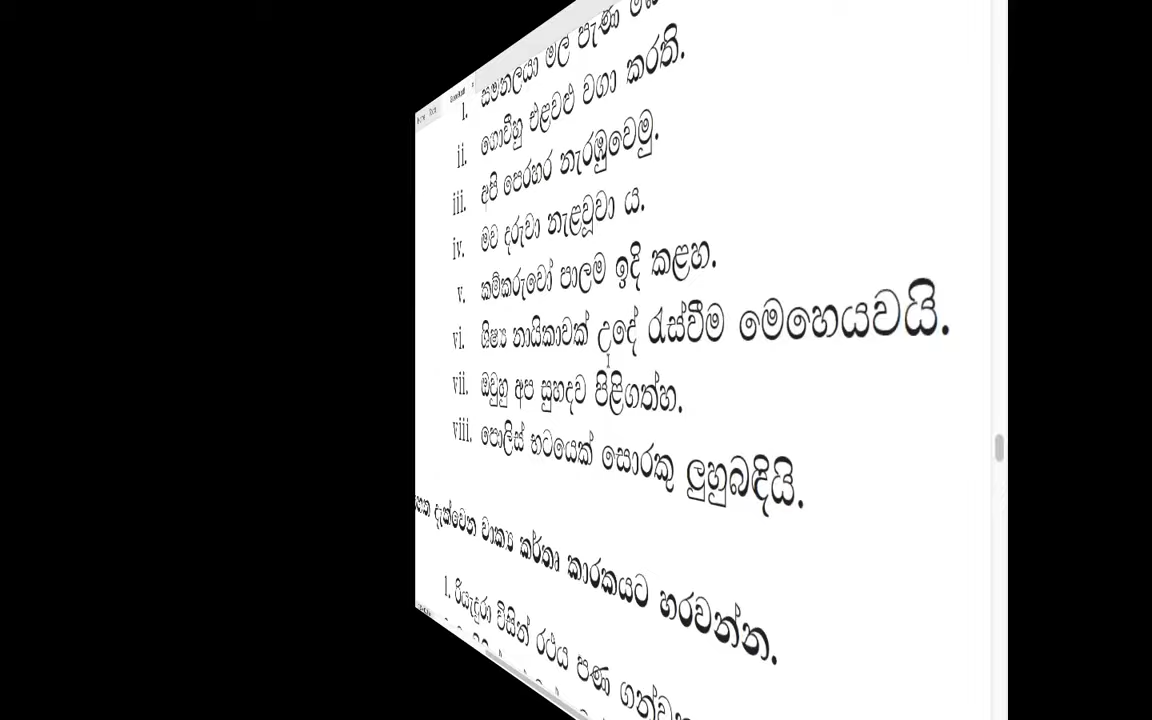 i. සමනලයා මල් පැණ
ii. ගොවීහු එළවළු වගා කරති.
iii. අපි පෙරහර නැරඹුවෙමු.
iv. මව දරුවා නැළවූවා ය.
v. කම්කරුවෝ පාලම ඉදි කළහ.
vi. ශිෂ්‍ය නායිකාවක් උදේ රැස්වීම මෙහෙයවයි.
vii. ඔවුහු අප සුහදව පිළිගත්හ.
viii. පොලිස් භටයෙක් සොරකු ලුහුබඳියි.
දැක්වෙන වාක්‍ය කර්තෘ කාරකයට හරවන්න.
1. රියැදුරා විසින් රථය පණ